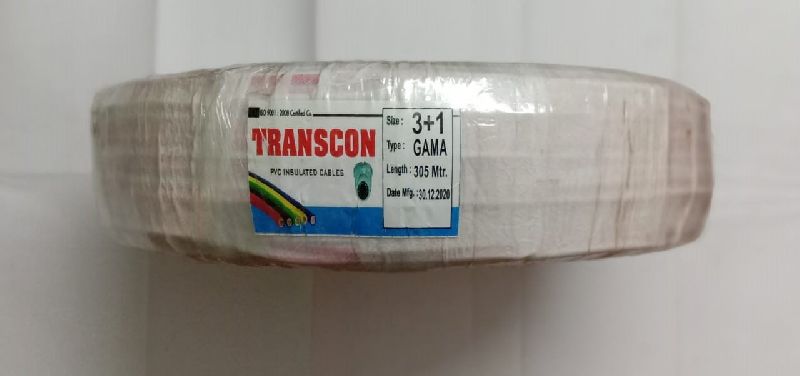 ISO 9001 : 2008 Certified Co.
TRANSCON
PVC INSULATED CABLES
Size : 3+1
Type : GAMA
Length : 305 Mtr.
Date Mfg. : 30.12.2020